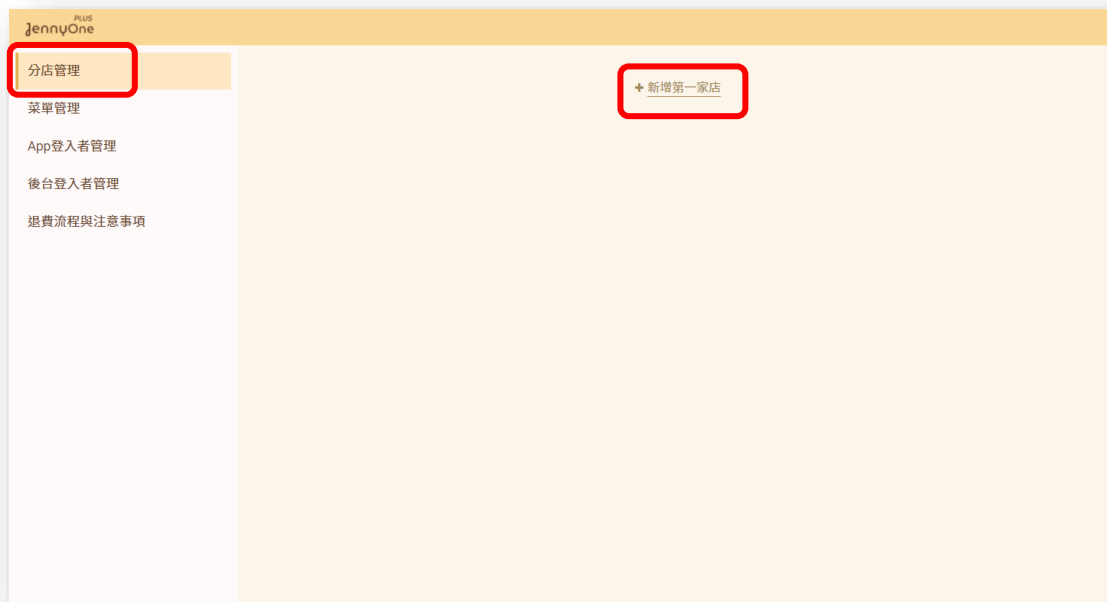 PLUS
JennyOne
分店管理
✚ 新增第一家店
菜單管理
App登入者管理
後台登入者管理
退費流程與注意事項